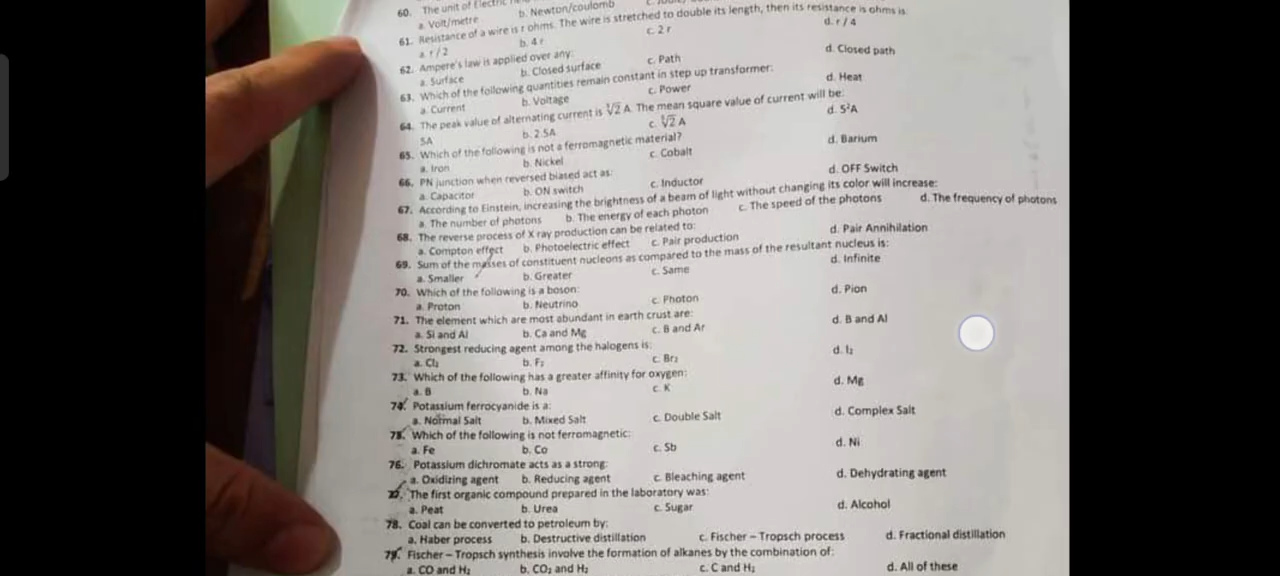 60. The unit of Electric
a. Volt/metre b. Newton/coulomb
61. Resistance of a wire is r ohms. The wire is stretched to double its length, then its resistance is ohms is
a. r/2 b. 4 r c. 2 r d. r/4
62. Ampere's law is applied over any:
a. Surface b. Closed surface c. Path d. Closed path
63. Which of the following quantities remain constant in step up transformer:
a. Current b. Voltage c. Power d. Heat
64. The peak value of alternating current is ∜2 A. The mean square value of current will be:
5A b. 2.5A c. ∜2 A d. 5²A
65. Which of the following is not a ferromagnetic material?
a. Iron b. Nickel c. Cobalt d. Barium
66. PN junction when reversed biased act as:
a. Capacitor b. ON switch c. Inductor d. OFF Switch
67. According to Einstein, increasing the brightness of a beam of light without changing its color will increase:
a. The number of photons b. The energy of each photon c. The speed of the photons d. The frequency of photons
68. The reverse process of X ray production can be related to:
a. Compton effect b. Photoelectric effect c. Pair production d. Pair Annihilation
69. Sum of the masses of constituent nucleons as compared to the mass of the resultant nucleus is:
a. Smaller b. Greater c. Same d. Infinite
70. Which of the following is a boson:
a. Proton b. Neutrino c. Photon d. Pion
71. The element which are most abundant in earth crust are:
a. Si and Al b. Ca and Mg c. B and Ar d. B and Al
72. Strongest reducing agent among the halogens is:
a. Cl₂ b. F₂ c. Br₂ d. I₂
73. Which of the following has a greater affinity for oxygen:
a. B b. Na c. K d. Mg
74. Potassium ferrocyanide is a:
a. Normal Salt b. Mixed Salt c. Double Salt d. Complex Salt
75. Which of the following is not ferromagnetic:
a. Fe b. Co c. Sb d. Ni
76. Potassium dichromate acts as a strong:
a. Oxidizing agent b. Reducing agent c. Bleaching agent d. Dehydrating agent
77. The first organic compound prepared in the laboratory was:
a. Peat b. Urea c. Sugar d. Alcohol
78. Coal can be converted to petroleum by:
a. Haber process b. Destructive distillation c. Fischer – Tropsch process d. Fractional distillation
79. Fischer – Tropsch synthesis involve the formation of alkanes by the combination of:
a. CO and H₂ b. CO₂ and H₂ c. C and H₂ d. All of these